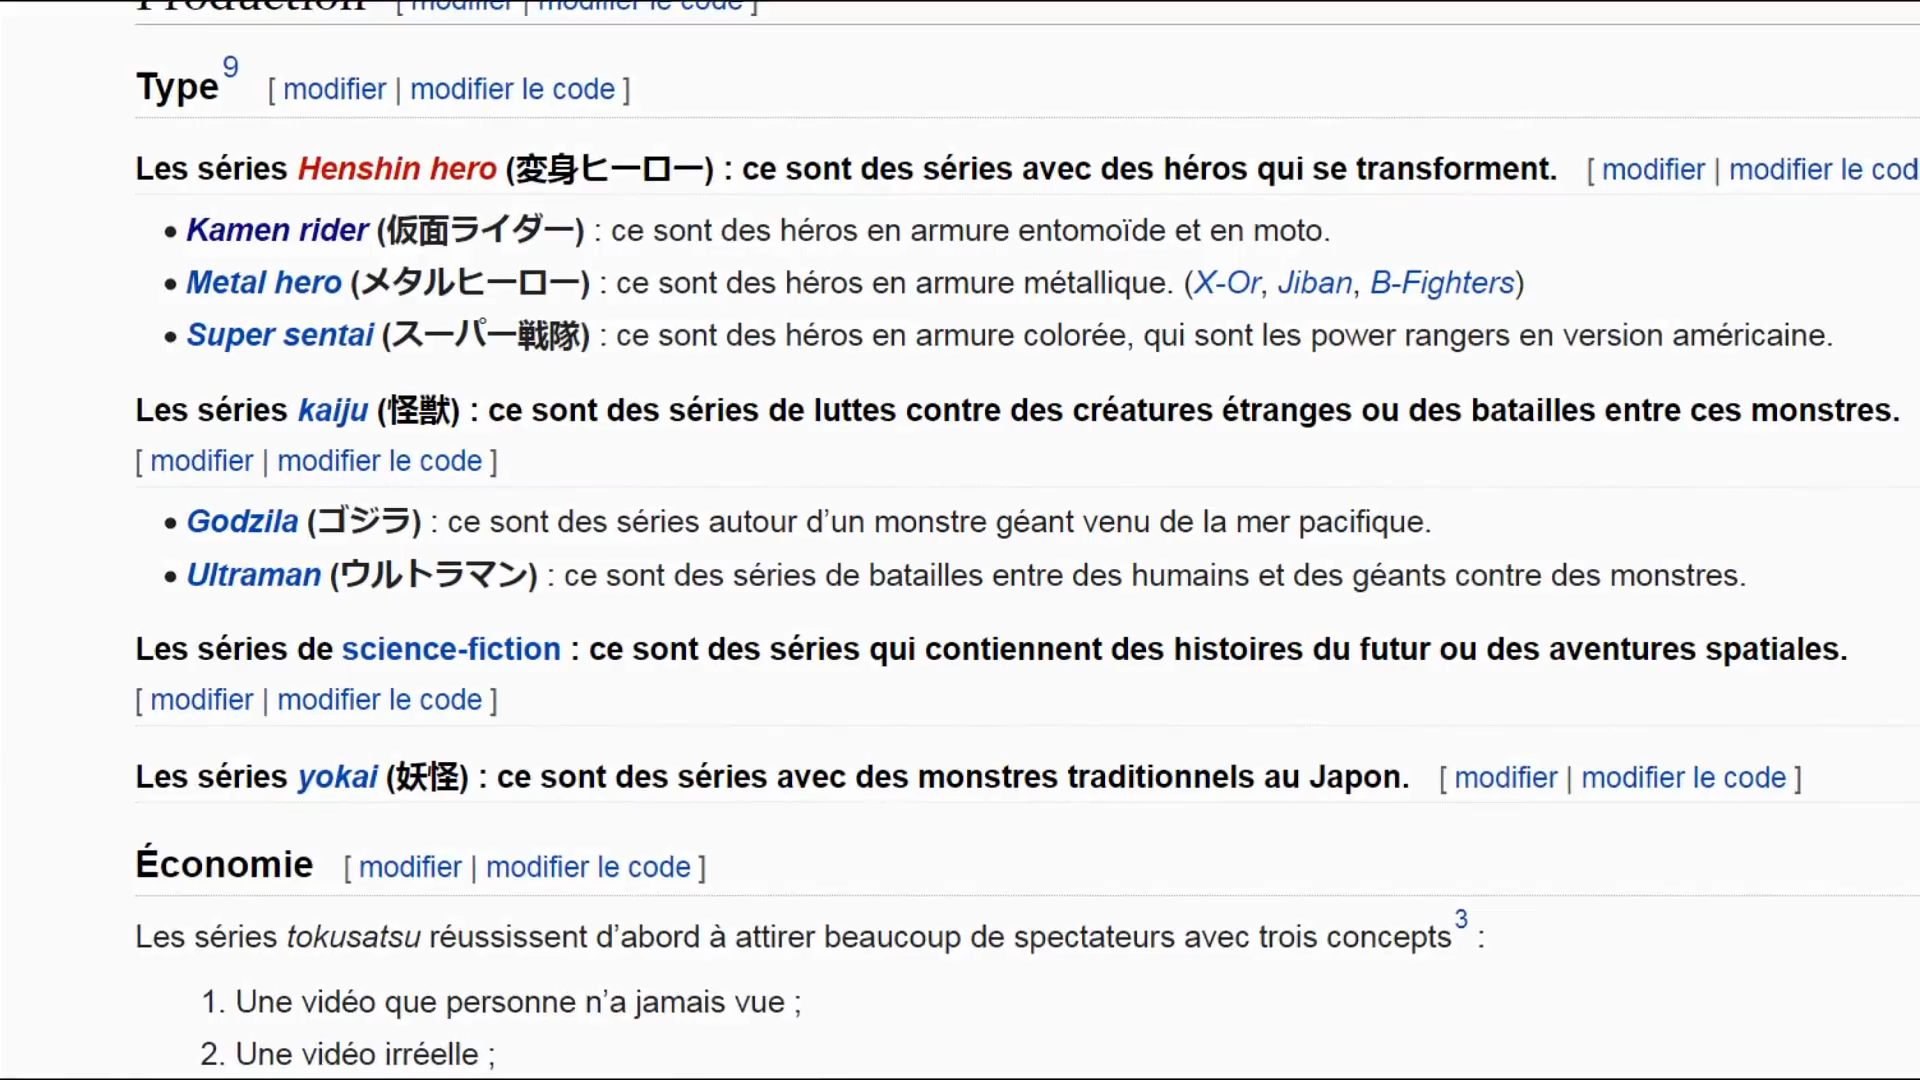 Production [ modifier | modifier le code ]
Type9 [ modifier | modifier le code ]
Les séries Henshin hero (変身ヒーロー) : ce sont des séries avec des héros qui se transforment. [ modifier | modifier le cod
• Kamen rider (仮面ライダー) : ce sont des héros en armure entomoïde et en moto.
• Metal hero (メタルヒーロー) : ce sont des héros en armure métallique. (X-Or, Jiban, B-Fighters)
• Super sentai (スーパー戦隊) : ce sont des héros en armure colorée, qui sont les power rangers en version américaine.
Les séries kaiju (怪獣) : ce sont des séries de luttes contre des créatures étranges ou des batailles entre ces monstres.
[ modifier | modifier le code ]
• Godzila (ゴジラ) : ce sont des séries autour d’un monstre géant venu de la mer pacifique.
• Ultraman (ウルトラマン) : ce sont des séries de batailles entre des humains et des géants contre des monstres.
Les séries de science-fiction : ce sont des séries qui contiennent des histoires du futur ou des aventures spatiales.
[ modifier | modifier le code ]
Les séries yokai (妖怪) : ce sont des séries avec des monstres traditionnels au Japon. [ modifier | modifier le code ]
Économie [ modifier | modifier le code ]
Les séries tokusatsu réussissent d’abord à attirer beaucoup de spectateurs avec trois concepts3 :
1. Une vidéo que personne n’a jamais vue ;
2. Une vidéo irréelle ;